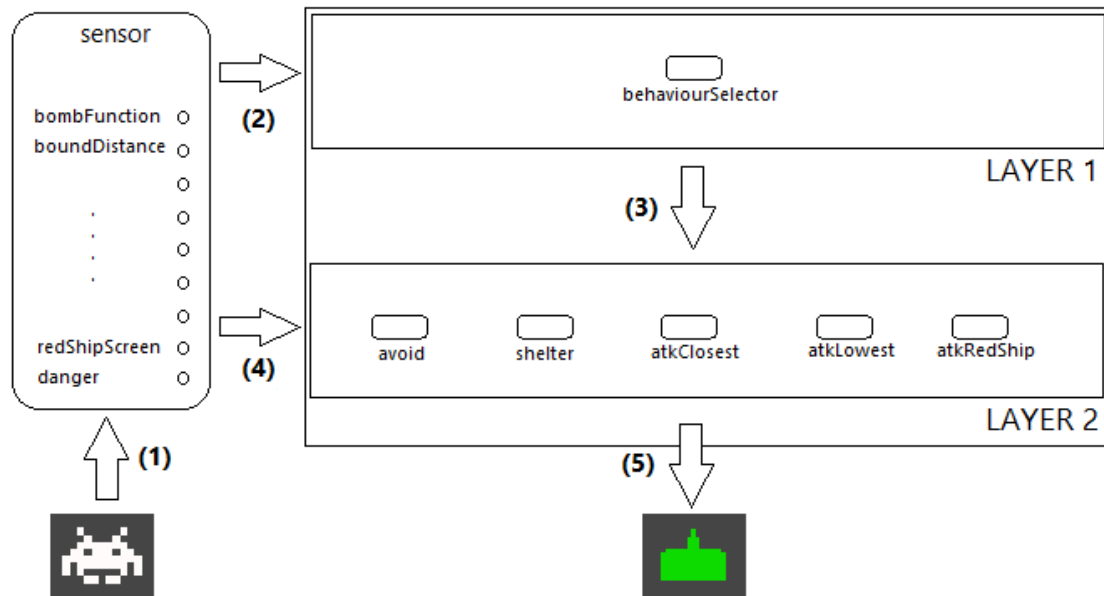 sensor
bombFunction
boundDistance
.
.
.
.
redShipScreen
danger
(1)
(2)
behaviourSelector
LAYER 1
(3)
(4)
avoid
shelter
atkClosest
atkLowest
atkRedShip
LAYER 2
(5)